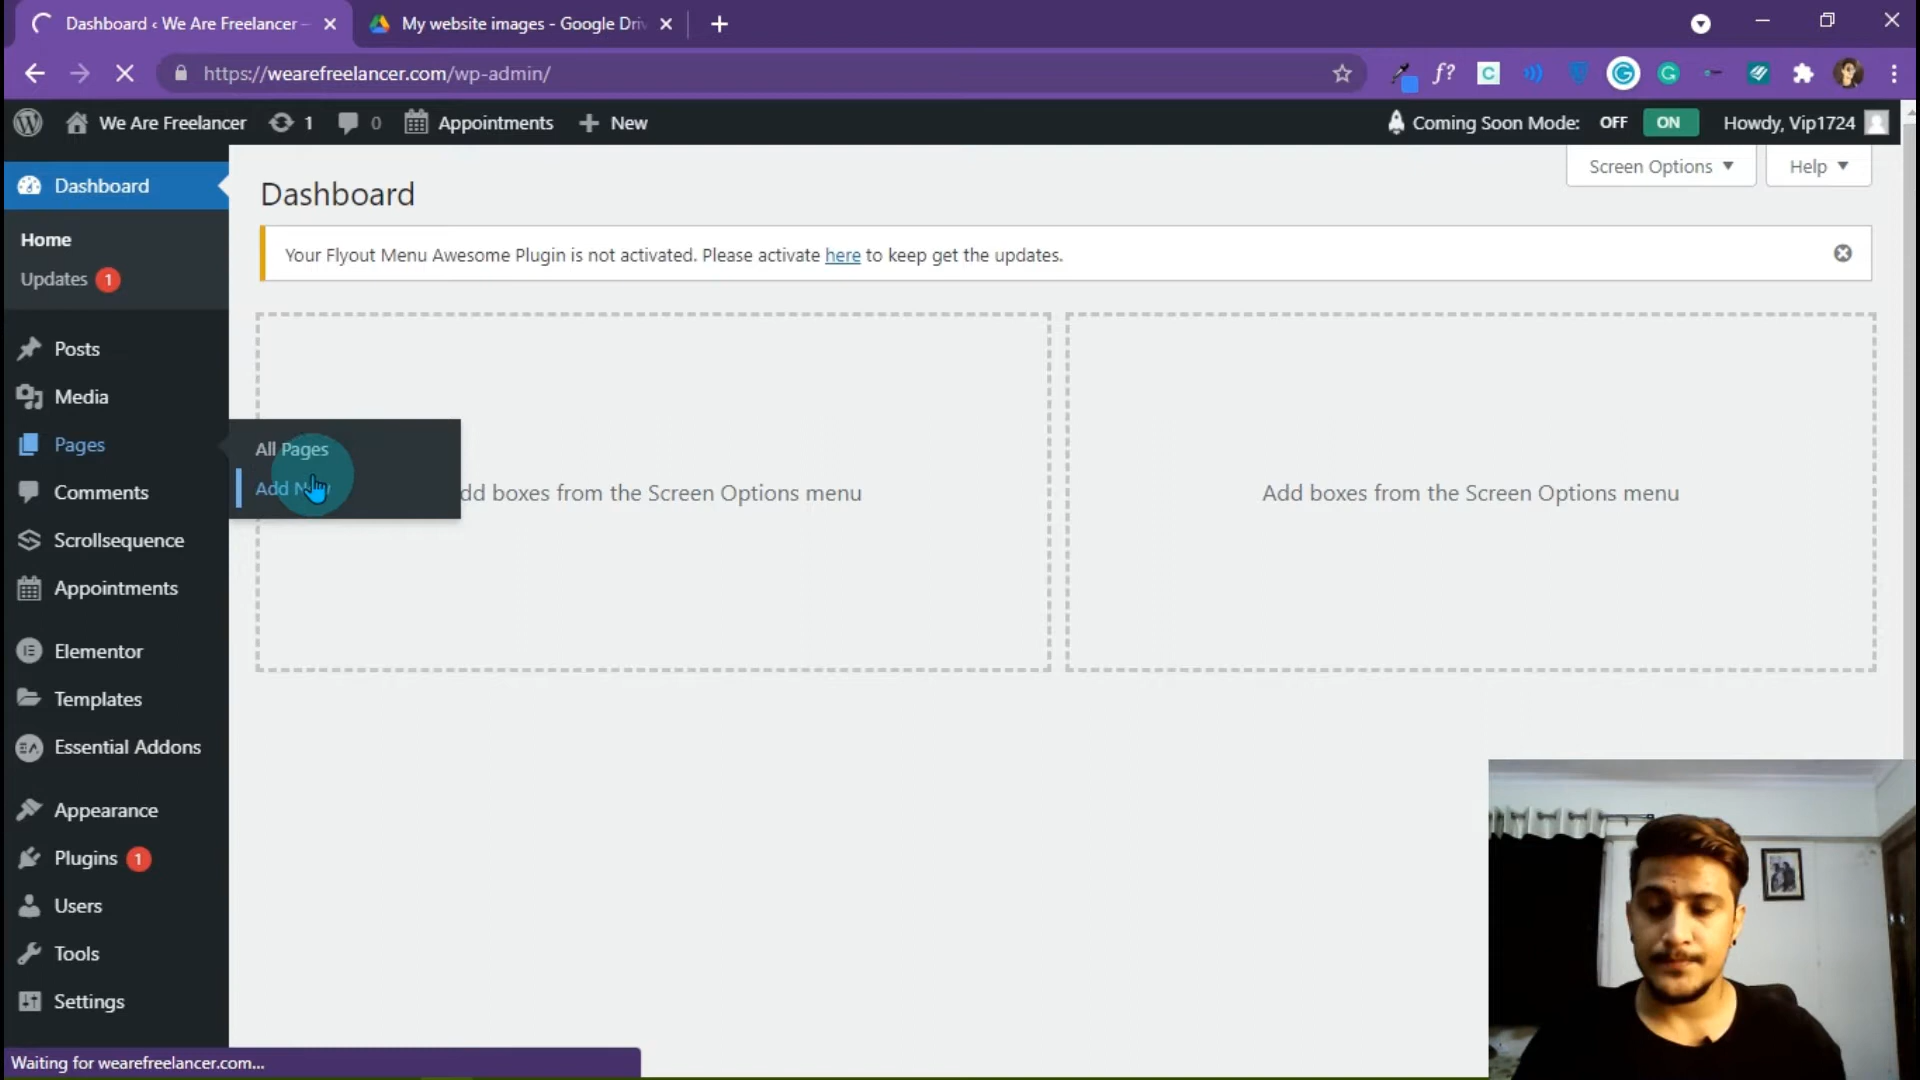 Dashboard ‹ We Are Freelancer –
My website images - Google Driv
https://wearefreelancer.com/wp-admin/
We Are Freelancer
1
0
Appointments
New
Coming Soon Mode:
OFF
ON
Howdy, Vip1724
Dashboard
Home
Updates 1
Posts
Media
Pages
Comments
Scrollsequence
Appointments
Elementor
Templates
Essential Addons
Appearance
Plugins 1
Users
Tools
Settings
All Pages
Add
Screen Options
Help
Dashboard
Your Flyout Menu Awesome Plugin is not activated. Please activate here to keep get the updates.
dd boxes from the Screen Options menu
Add boxes from the Screen Options menu
Waiting for wearefreelancer.com...